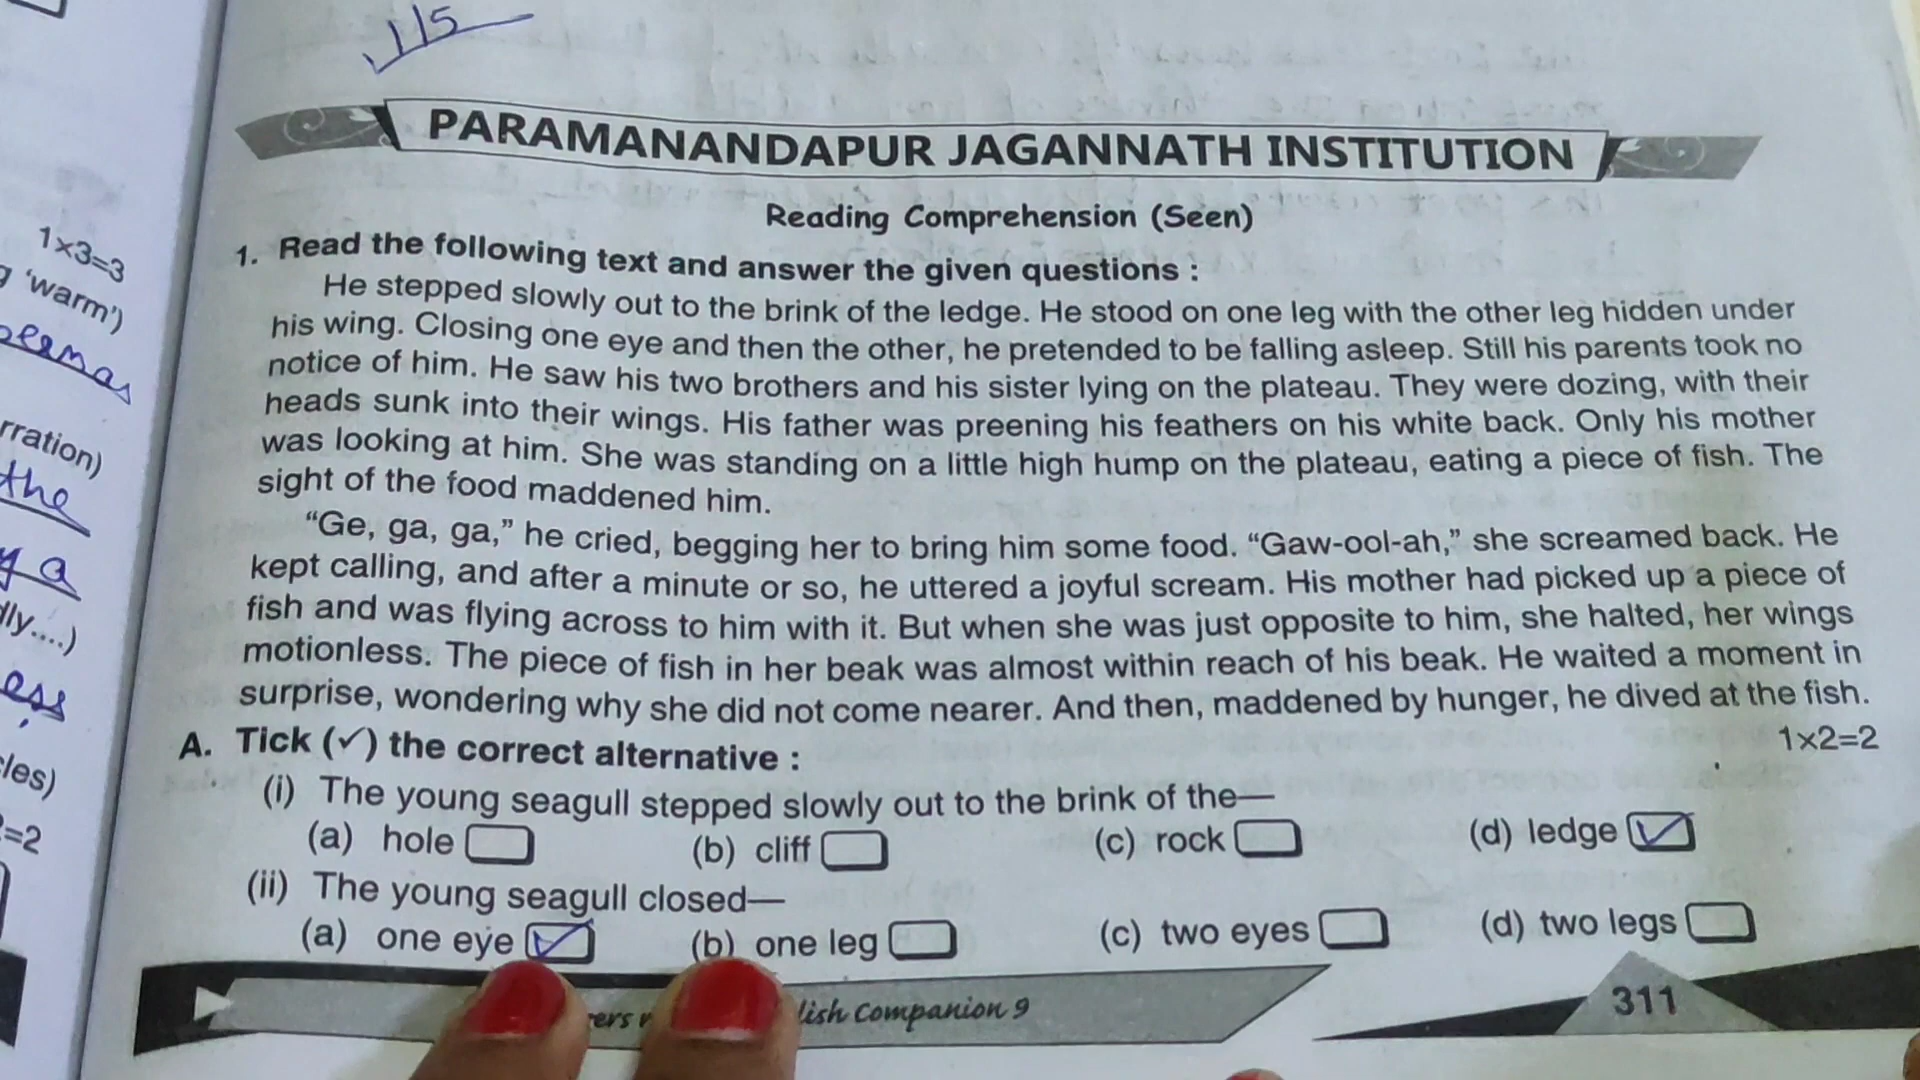 115
PARAMANANDAPUR JAGANNATH INSTITUTION
Reading Comprehension (Seen)
1. Read the following text and answer the given questions :
He stepped slowly out to the brink of the ledge. He stood on one leg with the other leg hidden under
his wing. Closing one eye and then the other, he pretended to be falling asleep. Still his parents took no
notice of him. He saw his two brothers and his sister lying on the plateau. They were dozing, with their
heads sunk into their wings. His father was preening his feathers on his white back. Only his mother
was looking at him. She was standing on a little high hump on the plateau, eating a piece of fish. The
sight of the food maddened him.
“Ge, ga, ga,” he cried, begging her to bring him some food. “Gaw-ool-ah,” she screamed back. He
kept calling, and after a minute or so, he uttered a joyful scream. His mother had picked up a piece of
fish and was flying across to him with it. But when she was just opposite to him, she halted, her wings
motionless. The piece of fish in her beak was almost within reach of his beak. He waited a moment in
surprise, wondering why she did not come nearer. And then, maddened by hunger, he dived at the fish.
A. Tick (✓) the correct alternative : 1×2=2
(i) The young seagull stepped slowly out to the brink of the—
(a) hole (b) cliff (c) rock (d) ledge ✓
(ii) The young seagull closed—
(a) one eye ✓ (b) one leg (c) two eyes (d) two legs
Companion 9
311
1×3=3
‘warm’)
the
a